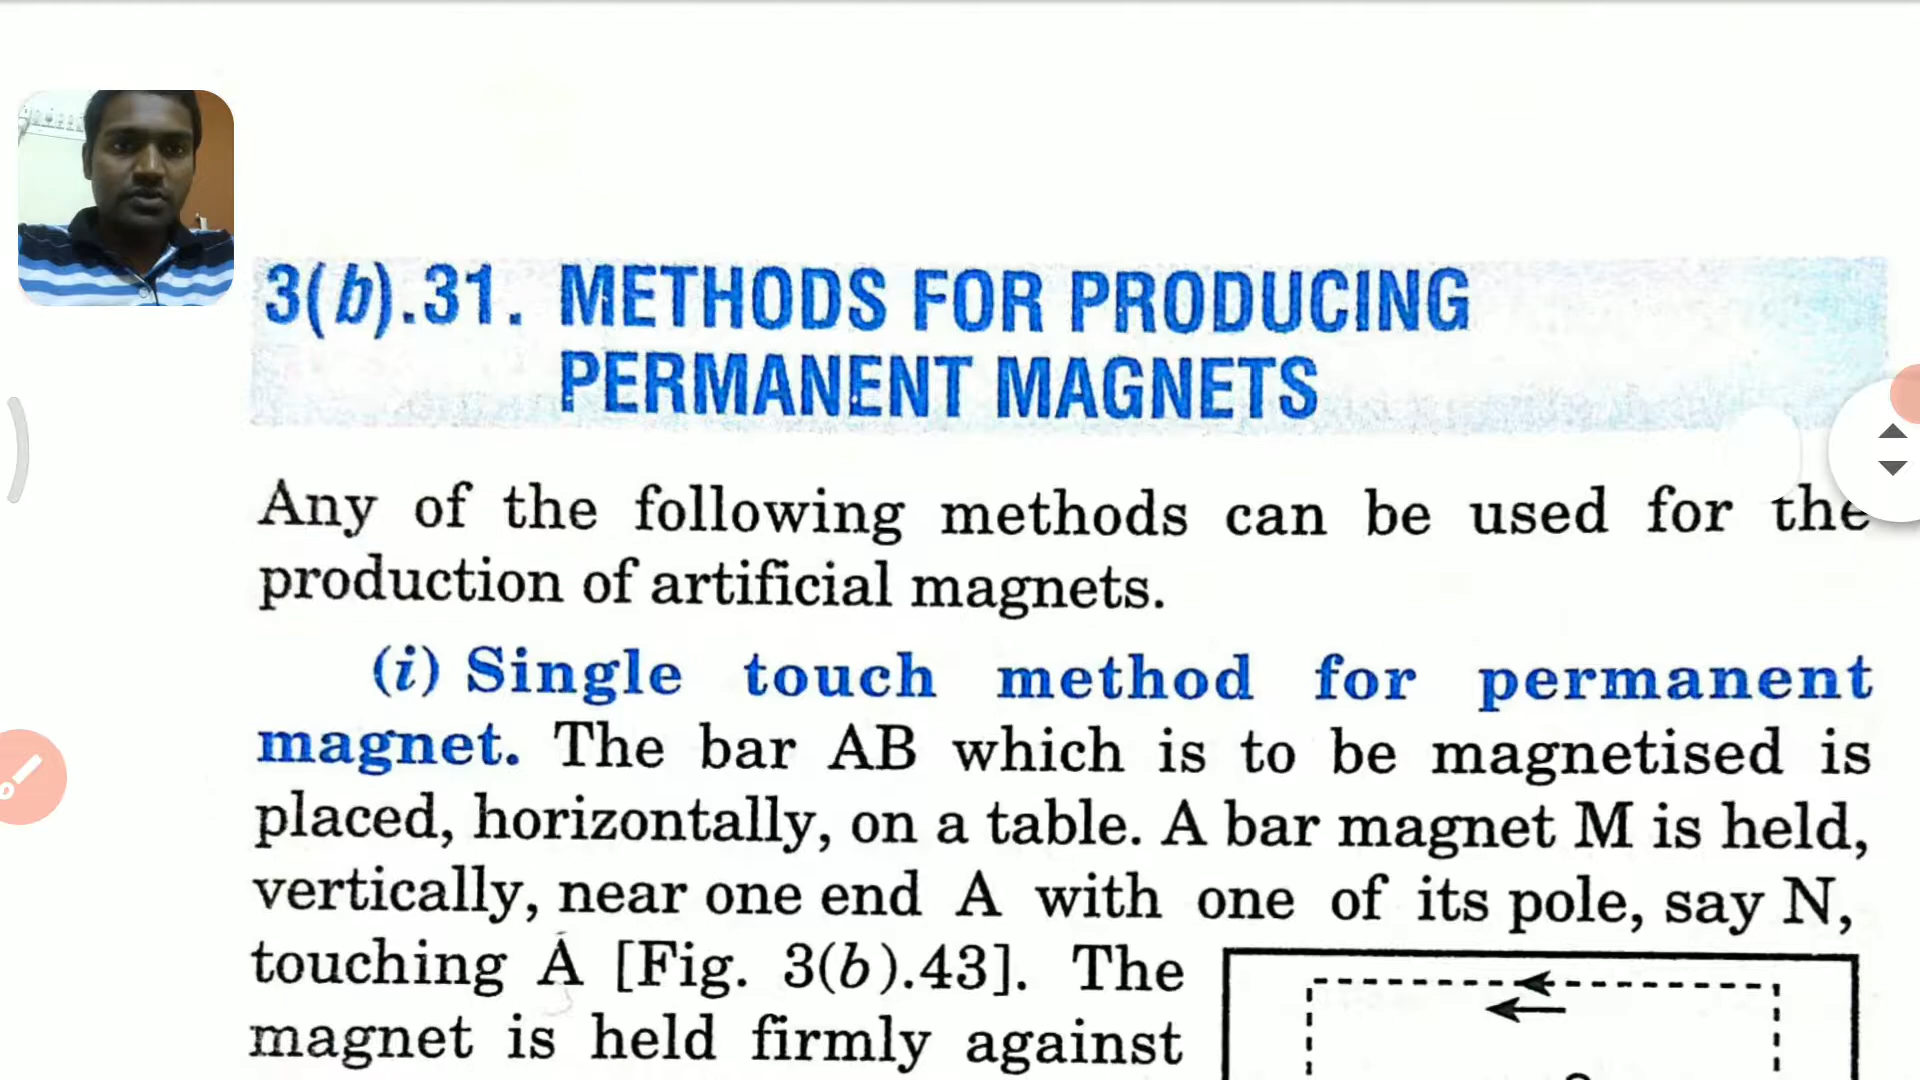 3(b).31. METHODS FOR PRODUCING
PERMANENT MAGNETS
Any of the following methods can be used for the
production of artificial magnets.
(i) Single touch method for permanent
magnet. The bar AB which is to be magnetised is
placed, horizontally, on a table. A bar magnet M is held,
vertically, near one end A with one of its pole, say N,
touching A [Fig. 3(b).43]. The
magnet is held firmly against